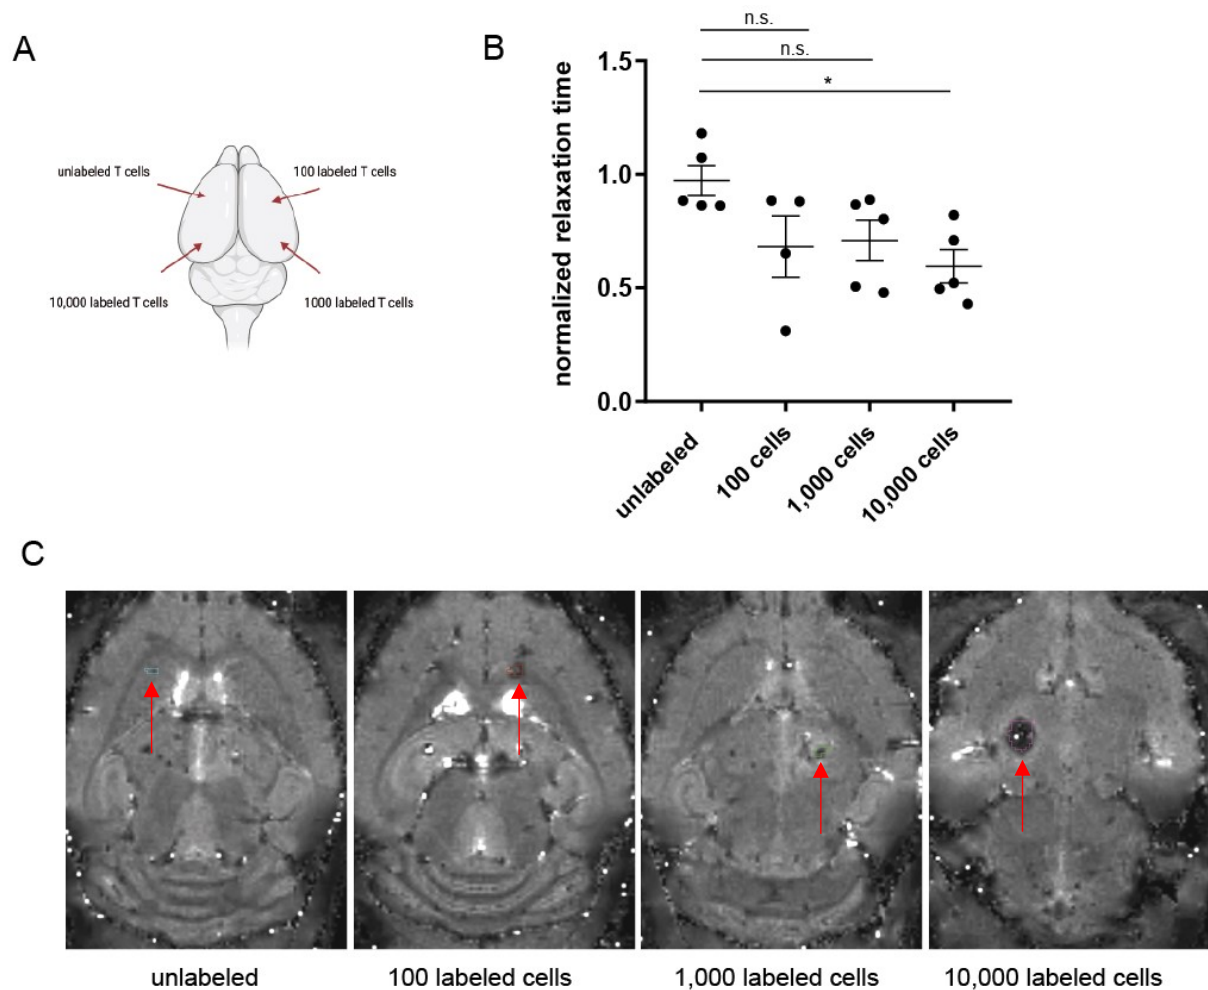 A
unlabeled T cells
100 labeled T cells
10,000 labeled T cells
1000 labeled T cells
B
n.s.
n.s.
*
normalized relaxation time
1.5
1.0
0.5
0.0
unlabeled
100 cells
1,000 cells
10,000 cells
C
unlabeled
100 labeled cells
1,000 labeled cells
10,000 labeled cells